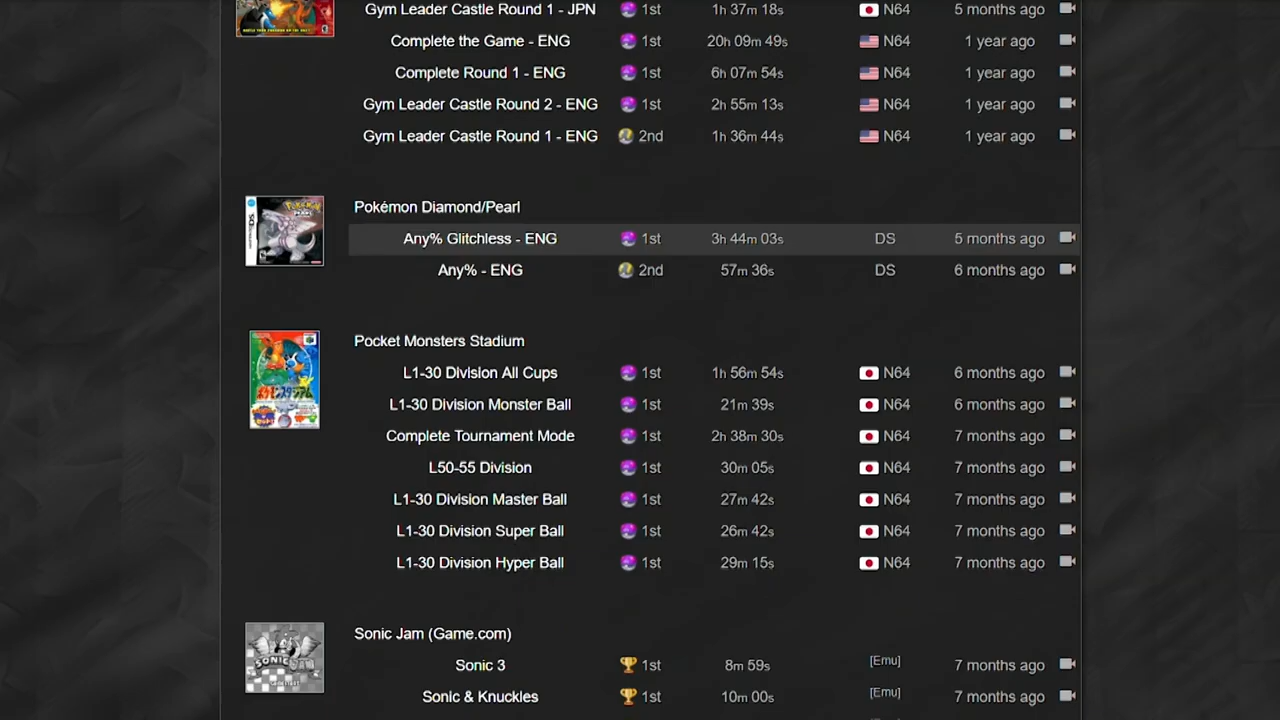 Gym Leader Castle Round 1 - JPN 1st 1h 37m 18s N64 5 months ago
Complete the Game - ENG 1st 20h 09m 49s N64 1 year ago
Complete Round 1 - ENG 1st 6h 07m 54s N64 1 year ago
Gym Leader Castle Round 2 - ENG 1st 2h 55m 13s N64 1 year ago
Gym Leader Castle Round 1 - ENG 2nd 1h 36m 44s N64 1 year ago
Pokémon Diamond/Pearl
Any% Glitchless - ENG 1st 3h 44m 03s DS 5 months ago
Any% - ENG 2nd 57m 36s DS 6 months ago
Pocket Monsters Stadium
L1-30 Division All Cups 1st 1h 56m 54s N64 6 months ago
L1-30 Division Monster Ball 1st 21m 39s N64 6 months ago
Complete Tournament Mode 1st 2h 38m 30s N64 7 months ago
L50-55 Division 1st 30m 05s N64 7 months ago
L1-30 Division Master Ball 1st 27m 42s N64 7 months ago
L1-30 Division Super Ball 1st 26m 42s N64 7 months ago
L1-30 Division Hyper Ball 1st 29m 15s N64 7 months ago
Sonic Jam (Game.com)
Sonic 3 1st 8m 59s [Emu] 7 months ago
Sonic & Knuckles 1st 10m 00s [Emu] 7 months ago